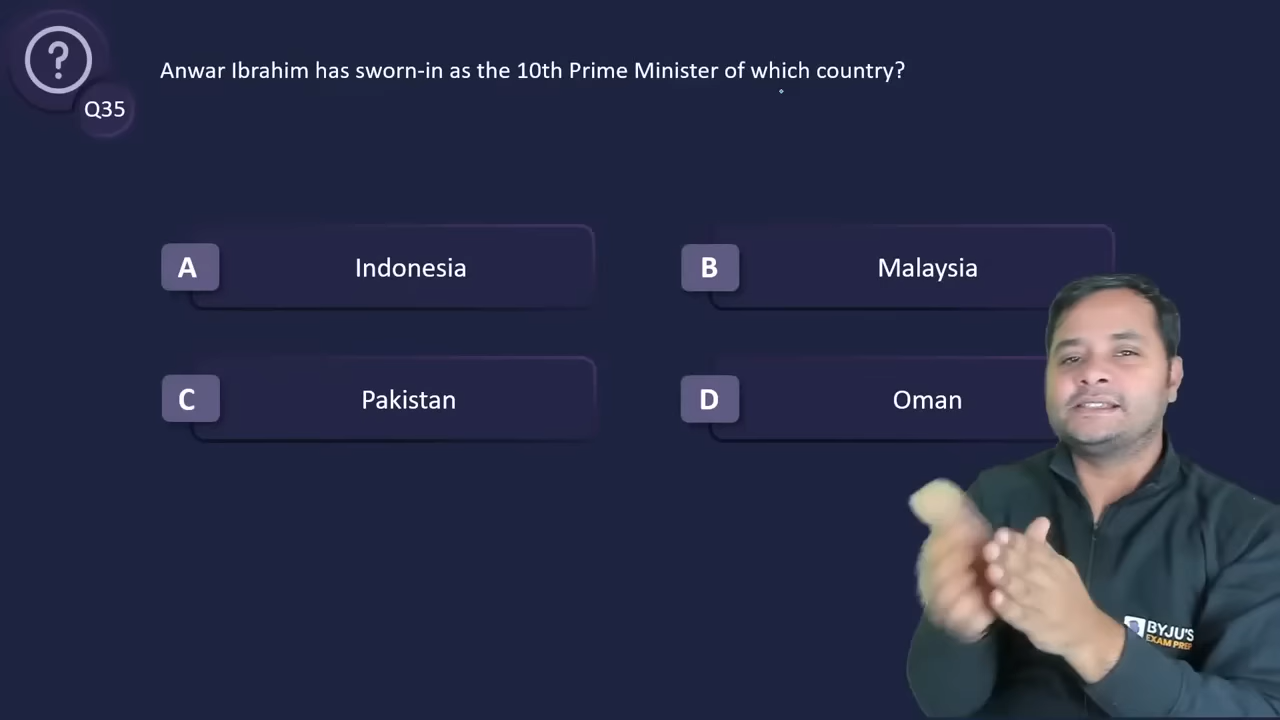 ?
Q35
Anwar Ibrahim has sworn-in as the 10th Prime Minister of which country?
A Indonesia
B Malaysia
C Pakistan
D Oman
BYJU'S
EXAM PREP